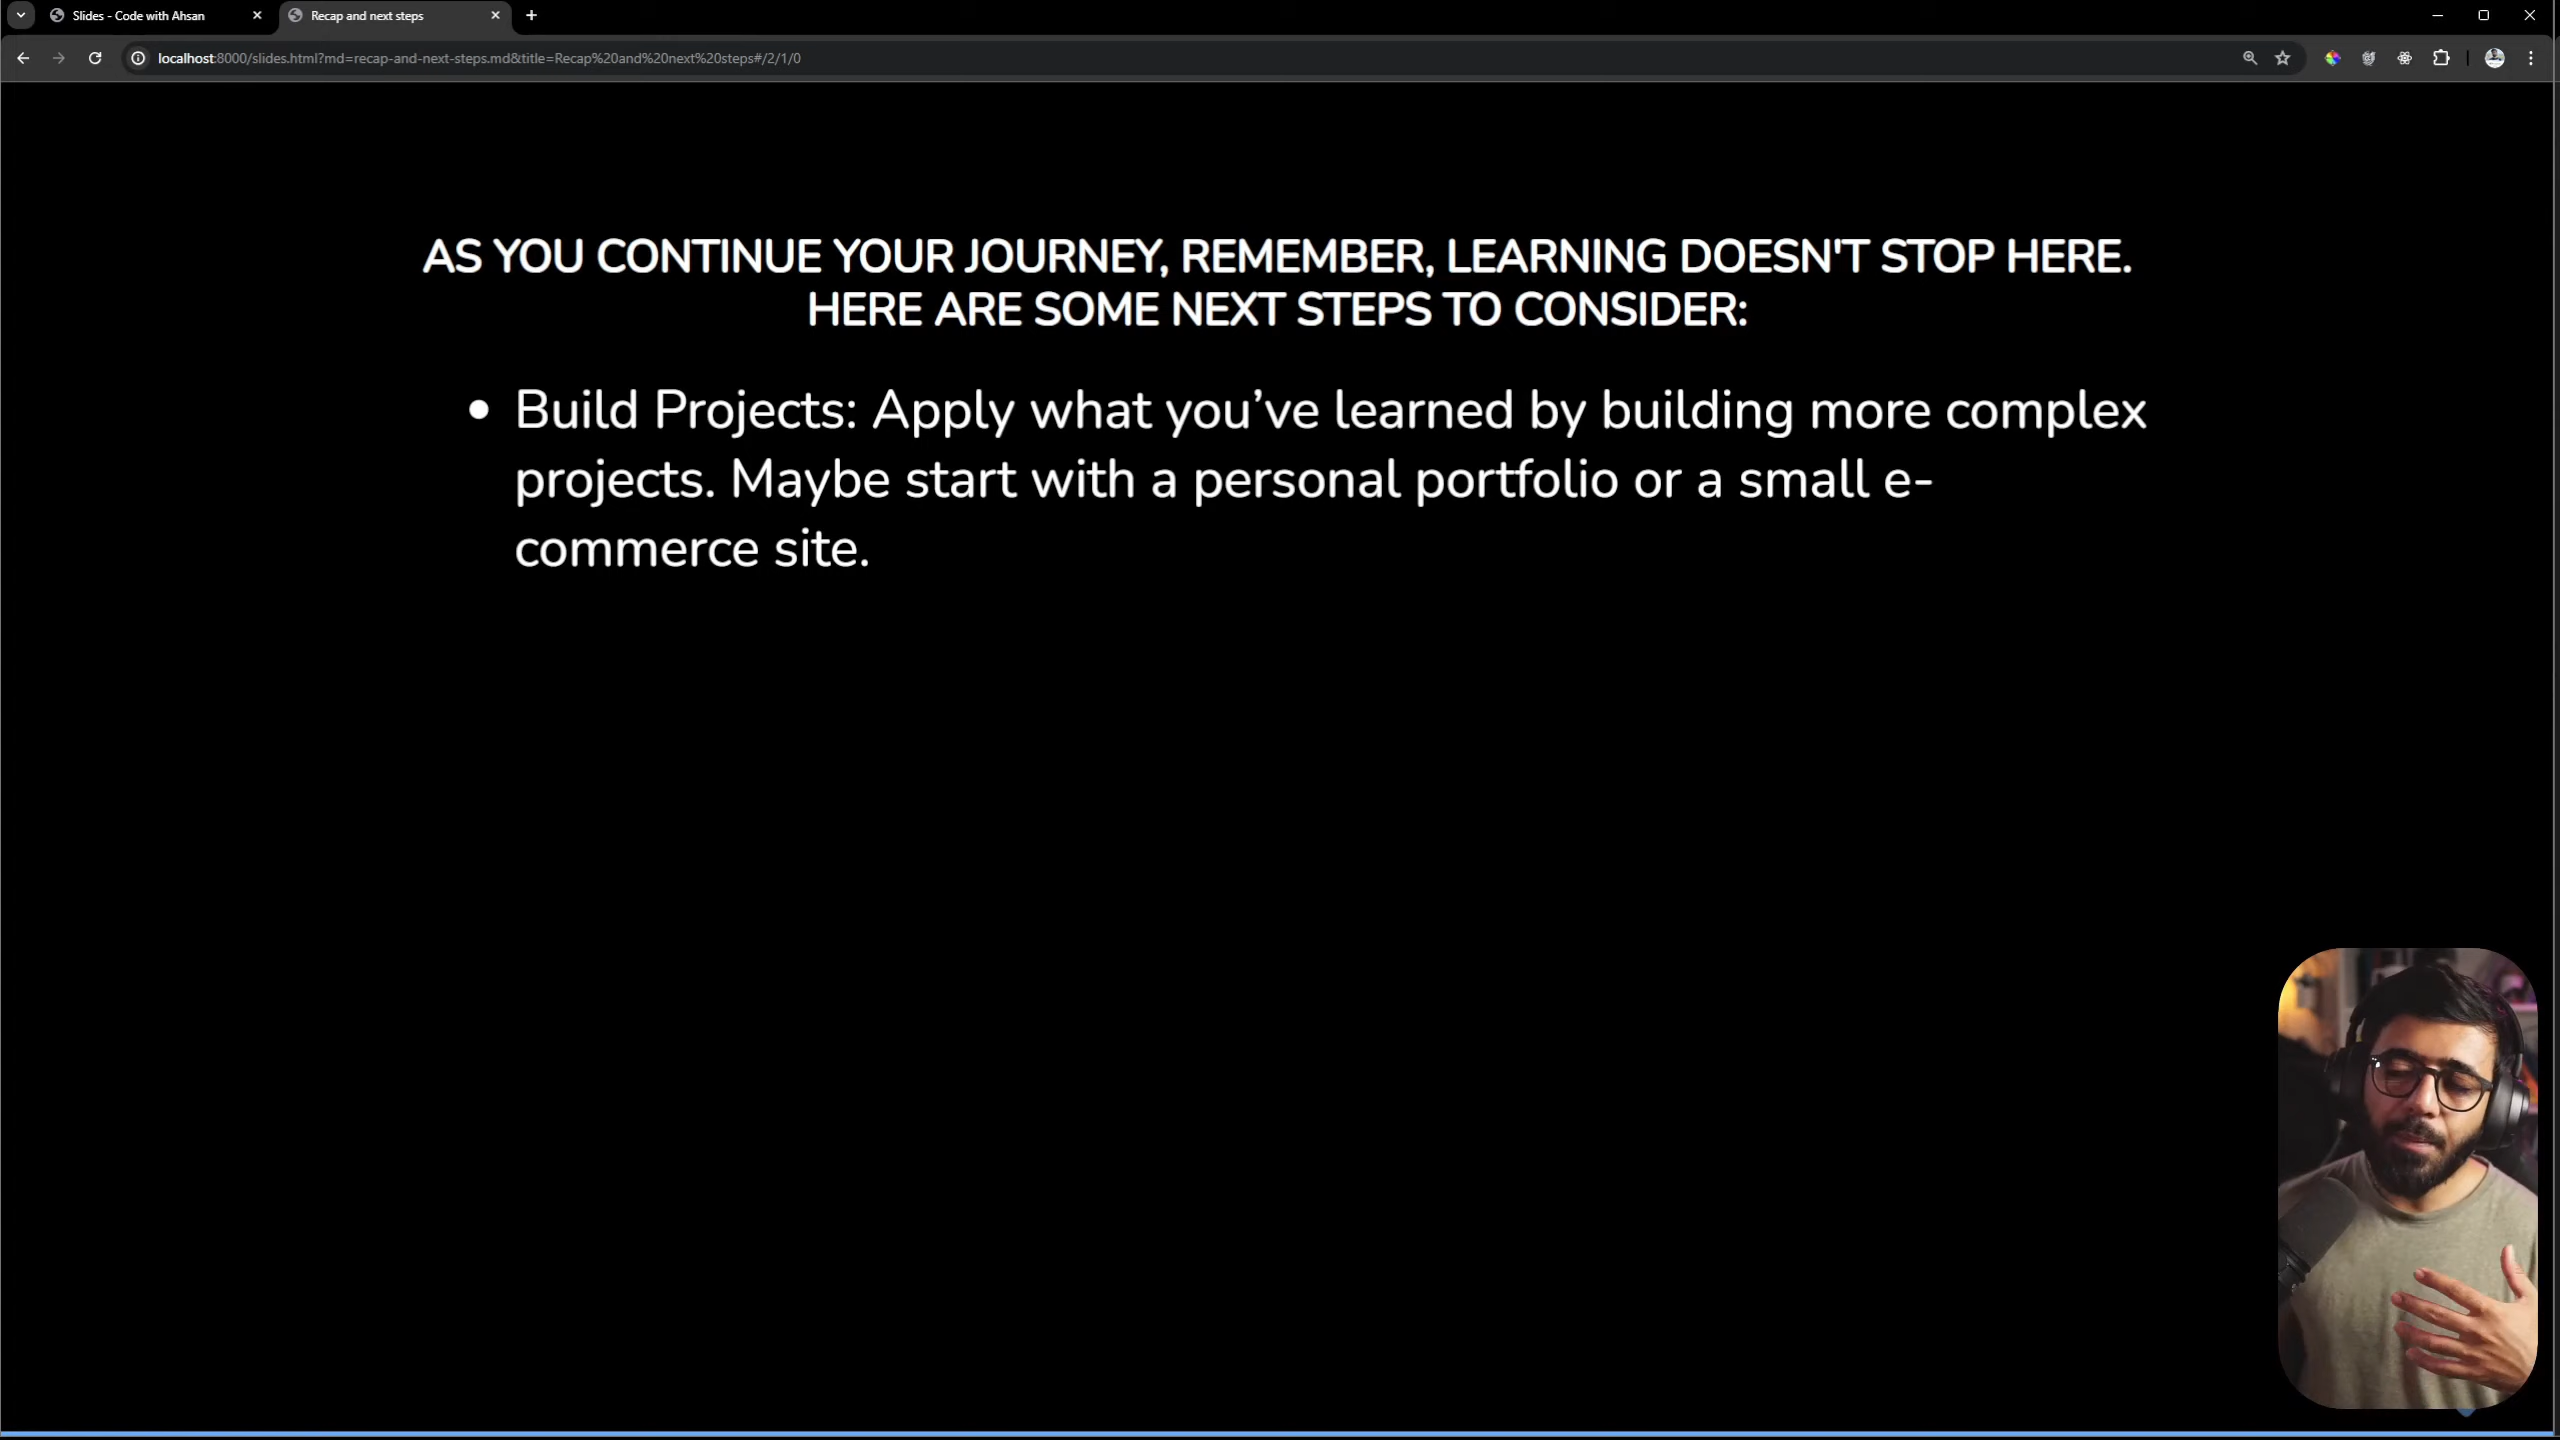 Slides - Code with Ahsan
Recap and next steps
localhost:8000/slides.html?md=recap-and-next-steps.md&title=Recap%20and%20next%20steps#/2/1/0
AS YOU CONTINUE YOUR JOURNEY, REMEMBER, LEARNING DOESN'T STOP HERE.
HERE ARE SOME NEXT STEPS TO CONSIDER:
• Build Projects: Apply what you’ve learned by building more complex
projects. Maybe start with a personal portfolio or a small e-
commerce site.